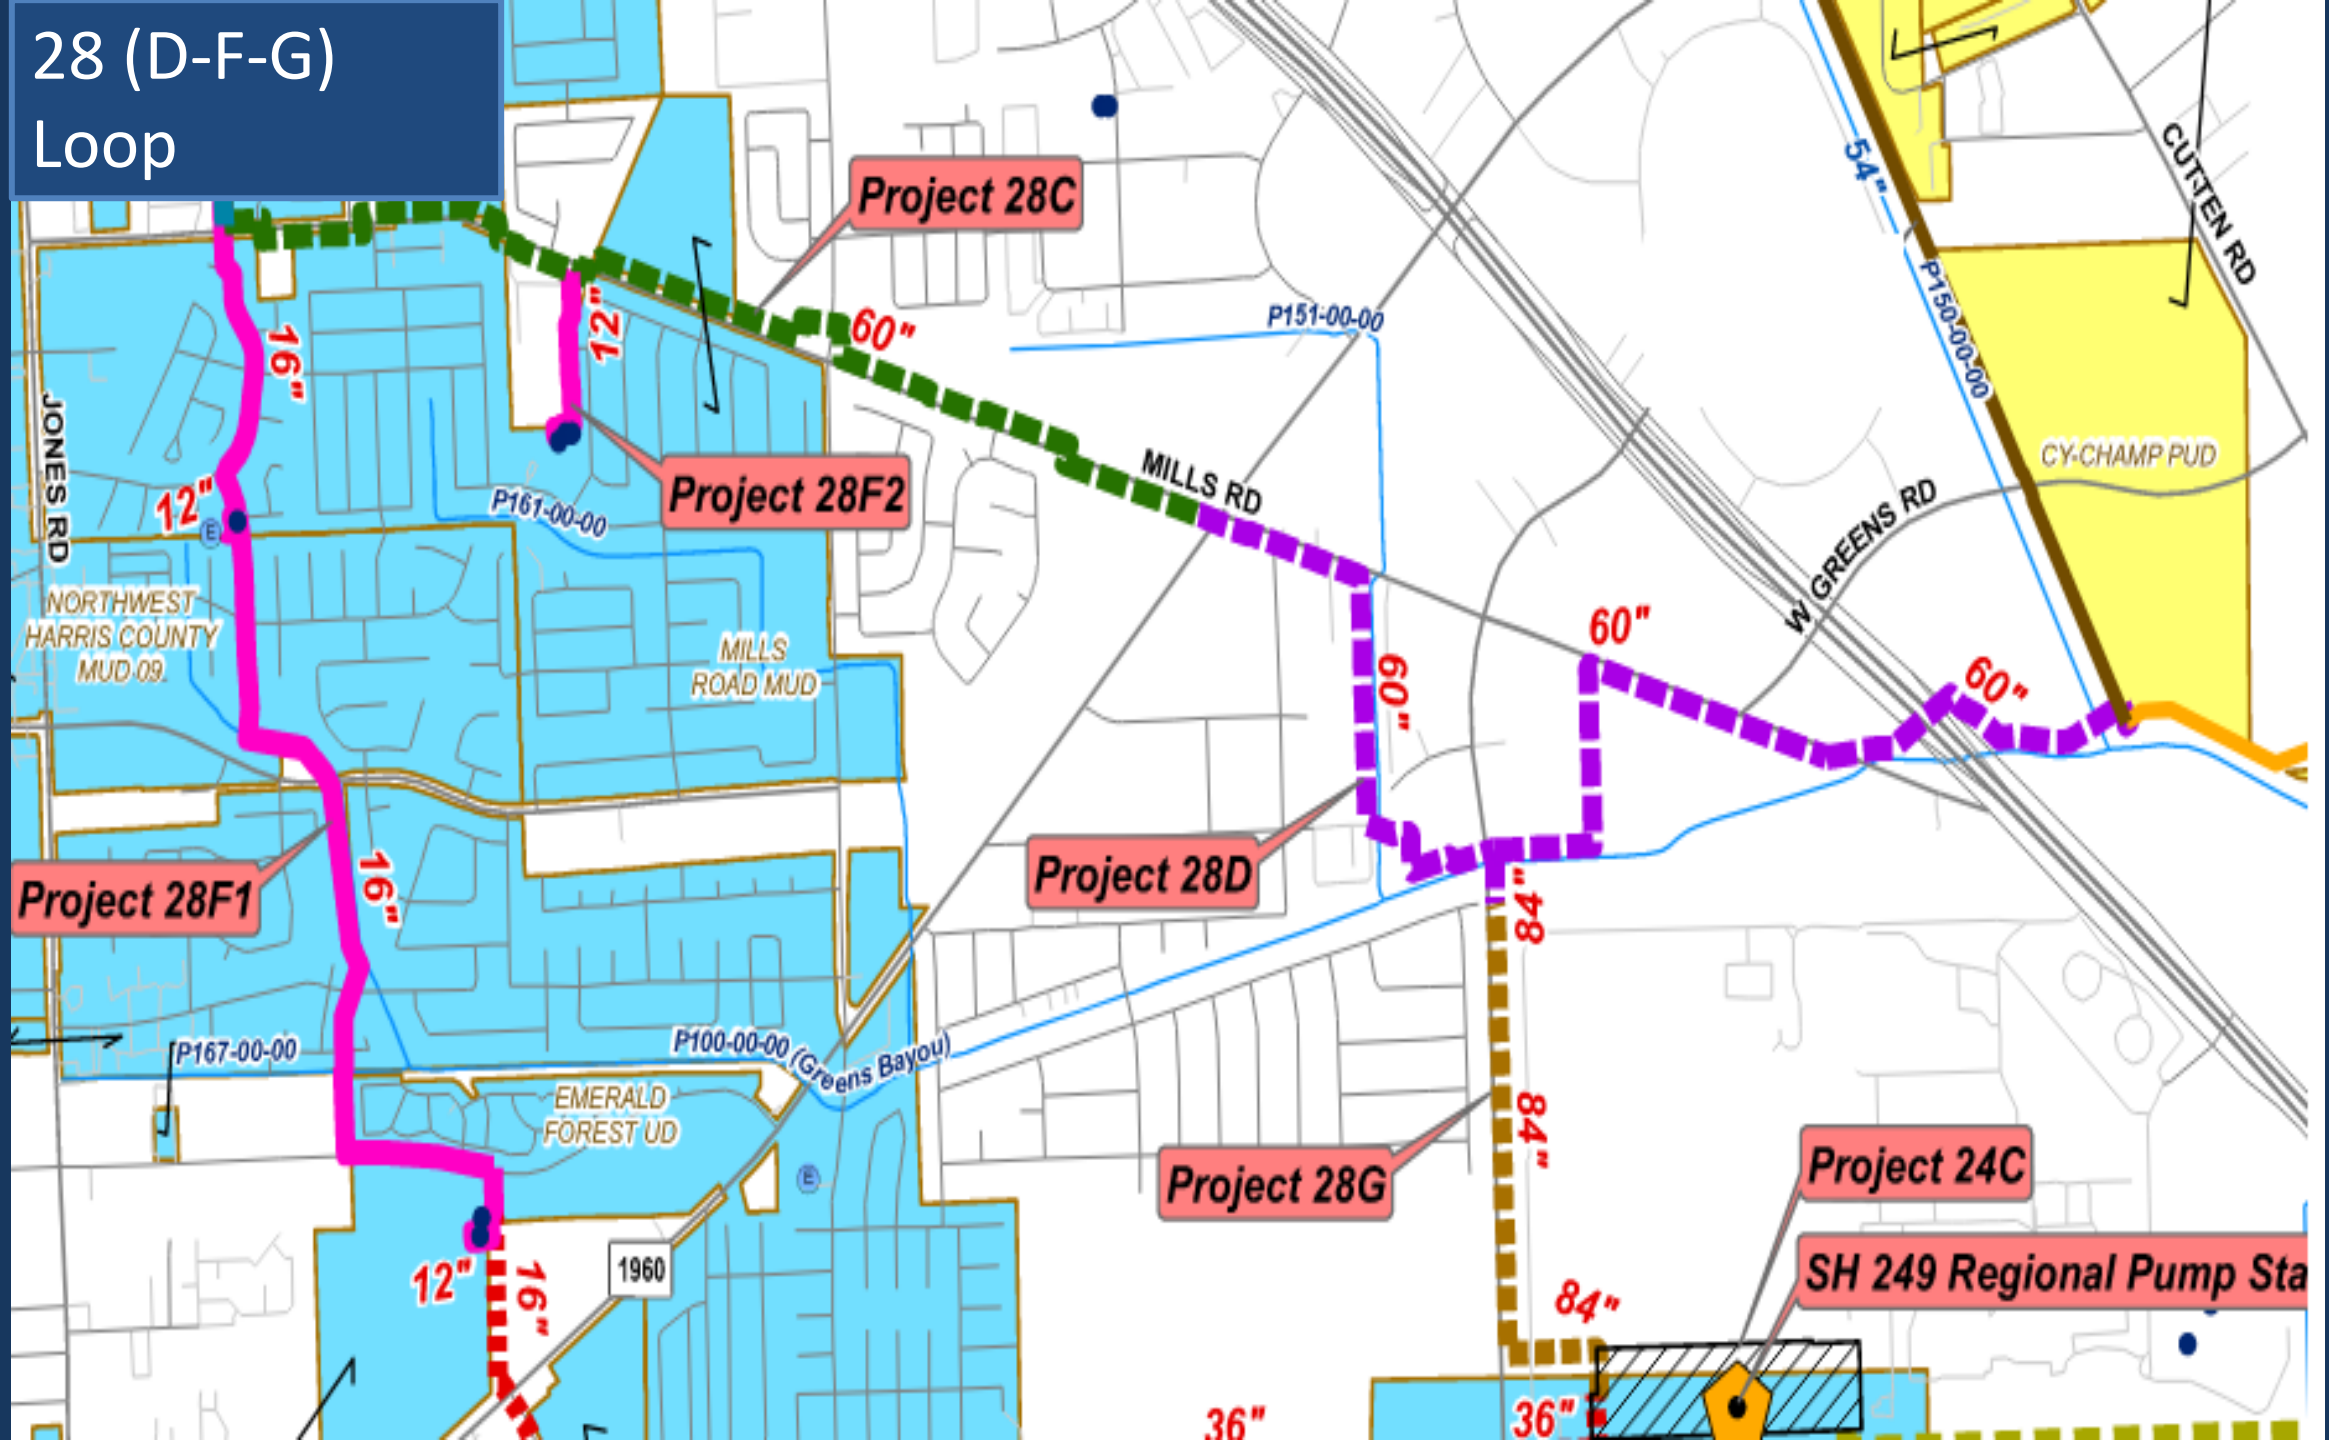 28 (D-F-G)
Loop
Project 28C
54"
CUTTEN RD
P150-00-00
60"
P151-00-00
12"
16"
JONES RD
CY-CHAMP PUD
MILLS RD
Project 28F2
12"
P161-00-00
W GREENS RD
E
NORTHWEST
HARRIS COUNTY
MUD 09
MILLS
ROAD MUD
60"
60"
60"
Project 28D
Project 28F1
16"
84"
P167-00-00
P100-00-00 (Greens Bayou)
EMERALD
FOREST UD
84"
E
Project 28G
Project 24C
1960
12"
16"
SH 249 Regional Pump Sta
84"
36"
36"